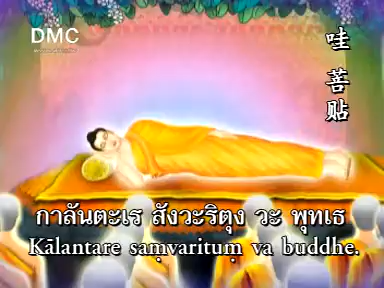 DMC
哇
菩
贴
กาลันตะเร สังวะริตุง วะ พุทเธ
Kālantare saṃvarituṃ va buddhe.